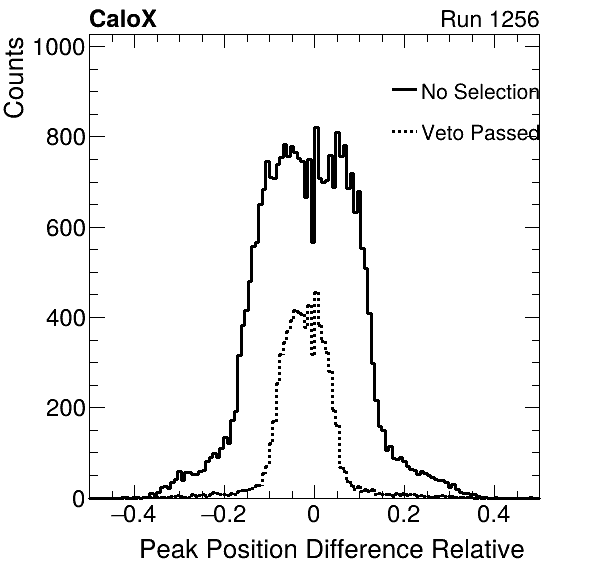 CaloX Run 1256
Counts
1000
800
600
400
200
0
No Selection
Veto Passed
−0.4 −0.2 0 0.2 0.4
Peak Position Difference Relative